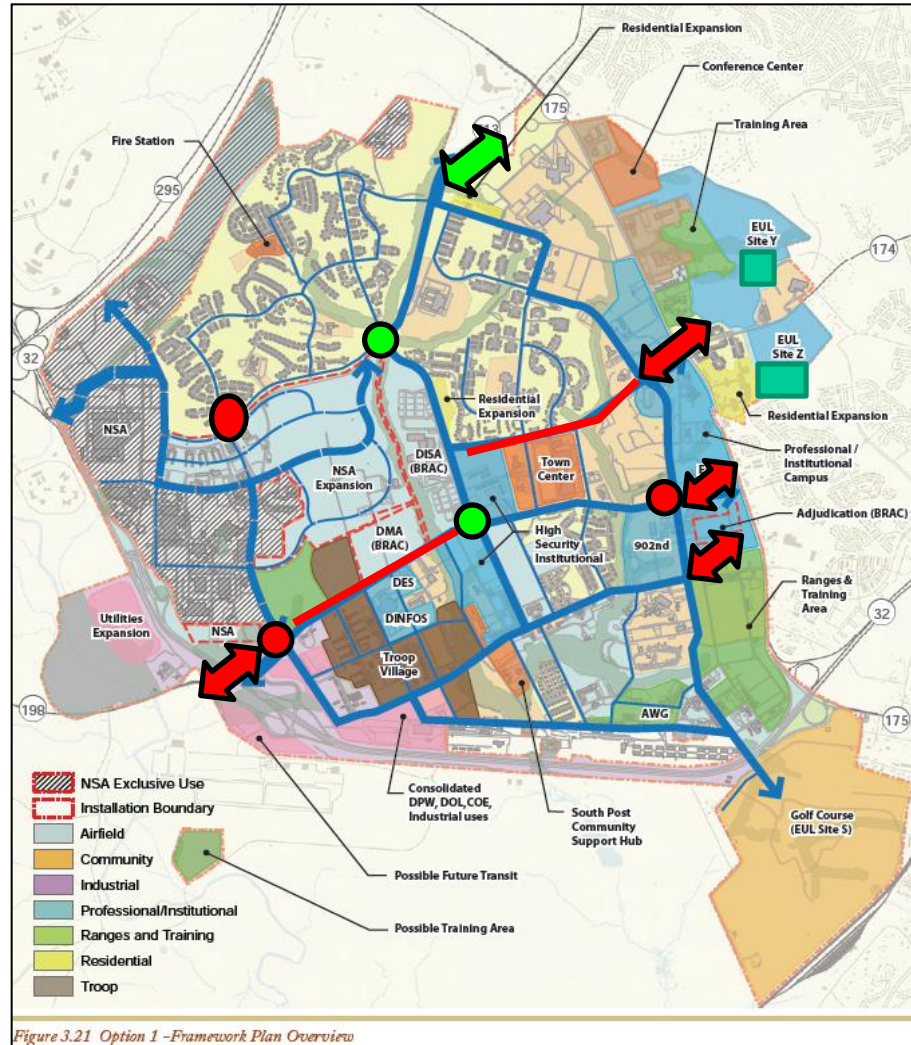 Residential Expansion
175
Conference Center
713
Training Area
Fire Station
295
EUL
Site Y
174
32
EUL
Site Z
Residential
Expansion
Residential Expansion
NSA
DISA
(BRAC)
Town
Center
Professional /
Institutional
Campus
NSA
Expansion
Adjudication (BRAC)
DMA
(BRAC)
High
Security
Institutional
902nd
DES
Ranges &
Training
Area
DINFOS
32
Utilities
Expansion
NSA
Troop
Village
198
AWG
175
NSA Exclusive Use
Installation Boundary
Airfield
Community
Industrial
Professional/Institutional
Ranges and Training
Residential
Troop
Consolidated
DPW, DOL,COE,
Industrial uses
South Post
Community
Support Hub
Golf Course
(EUL Site S)
Possible Future Transit
Possible Training Area
Figure 3.21 Option 1 –Framework Plan Overview